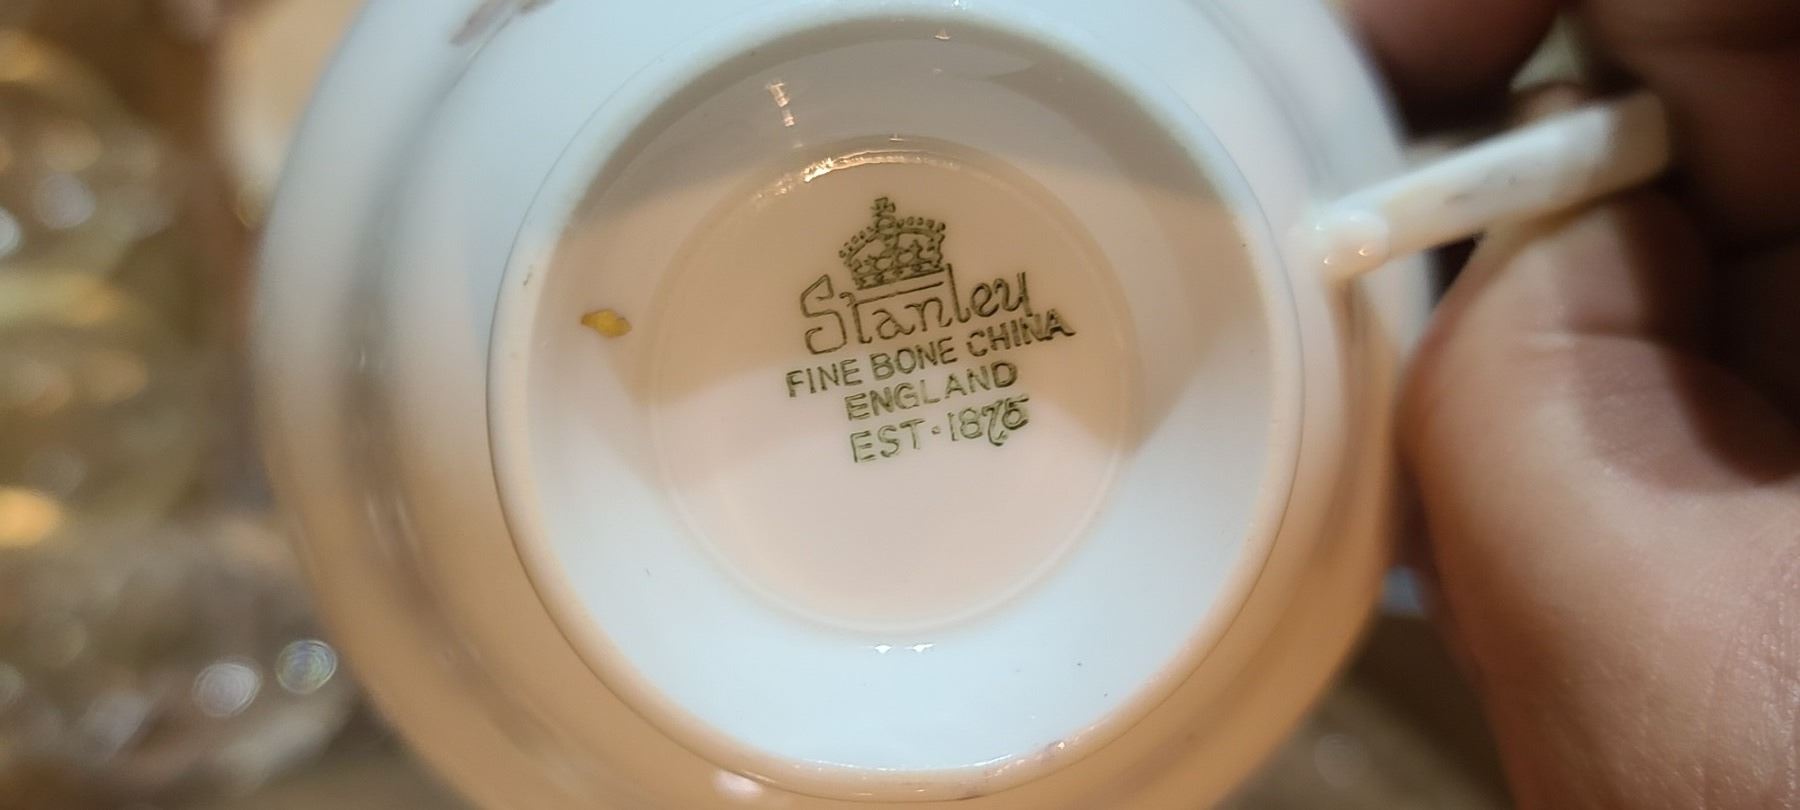 Stanley
FINE BONE CHINA
ENGLAND
EST·1875